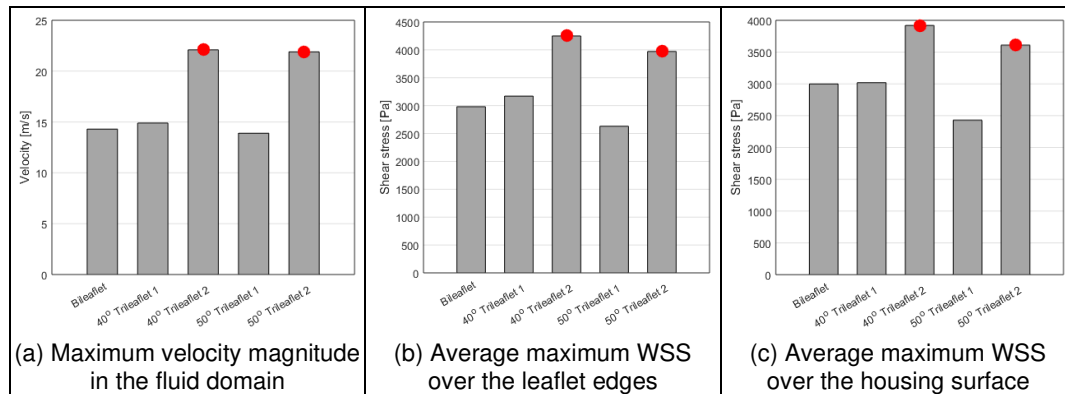 25
20
15
10
5
0
Velocity [m/s]
Bileaflet
40° Trileaflet 1
40° Trileaflet 2
50° Trileaflet 1
50° Trileaflet 2
(a) Maximum velocity magnitude
in the fluid domain
4500
4000
3500
3000
2500
2000
1500
1000
500
0
Shear stress [Pa]
Bileaflet
40° Trileaflet 1
40° Trileaflet 2
50° Trileaflet 1
50° Trileaflet 2
(b) Average maximum WSS
over the leaflet edges
4000
3500
3000
2500
2000
1500
1000
500
0
Shear stress [Pa]
Bileaflet
40° Trileaflet 1
40° Trileaflet 2
50° Trileaflet 1
50° Trileaflet 2
(c) Average maximum WSS
over the housing surface